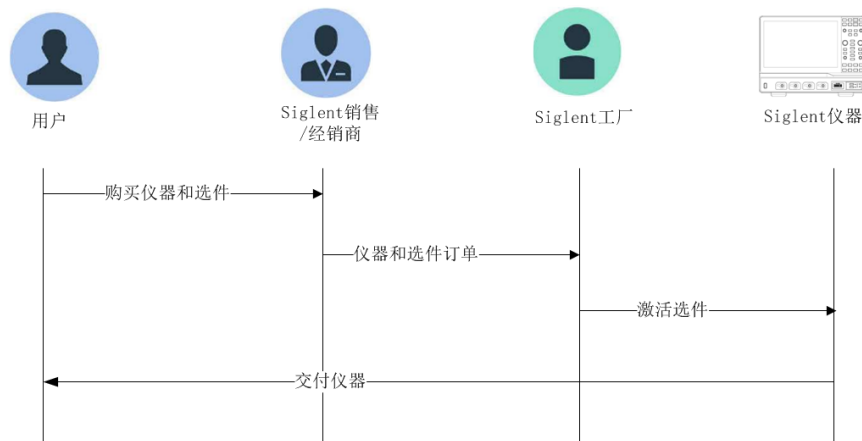 用户
Siglent销售
/经销商
Siglent工厂
Siglent仪器
购买仪器和选件
仪器和选件订单
激活选件
交付仪器